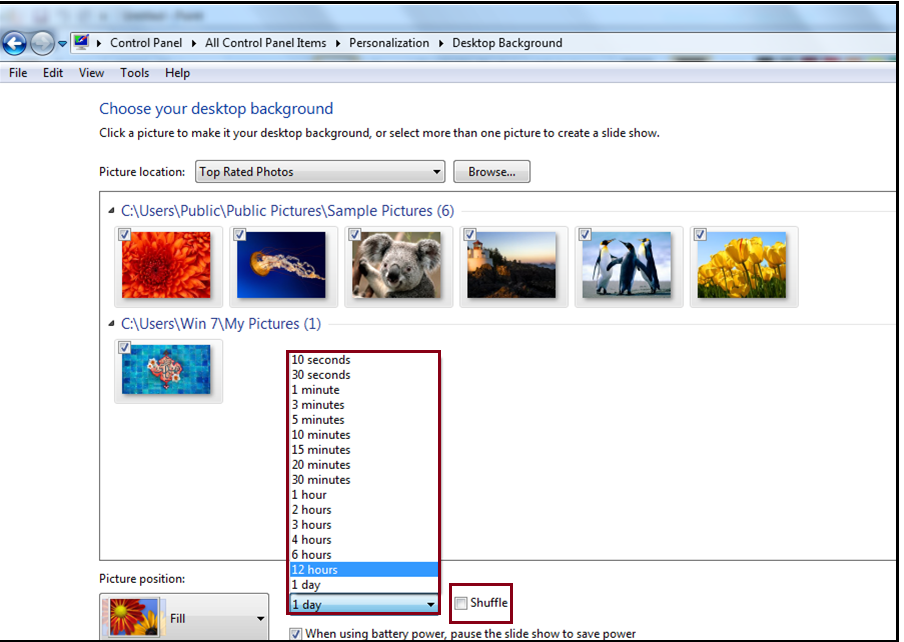 Control Panel ▸ All Control Panel Items ▸ Personalization ▸ Desktop Background
File Edit View Tools Help
Choose your desktop background
Click a picture to make it your desktop background, or select more than one picture to create a slide show.
Picture location: Top Rated Photos Browse...
C:\Users\Public\Public Pictures\Sample Pictures (6)
C:\Users\Win 7\My Pictures (1)
10 seconds
30 seconds
1 minute
3 minutes
5 minutes
10 minutes
15 minutes
20 minutes
30 minutes
1 hour
2 hours
3 hours
4 hours
6 hours
12 hours
1 day
Picture position:
Fill
1 day
Shuffle
When using battery power, pause the slide show to save power